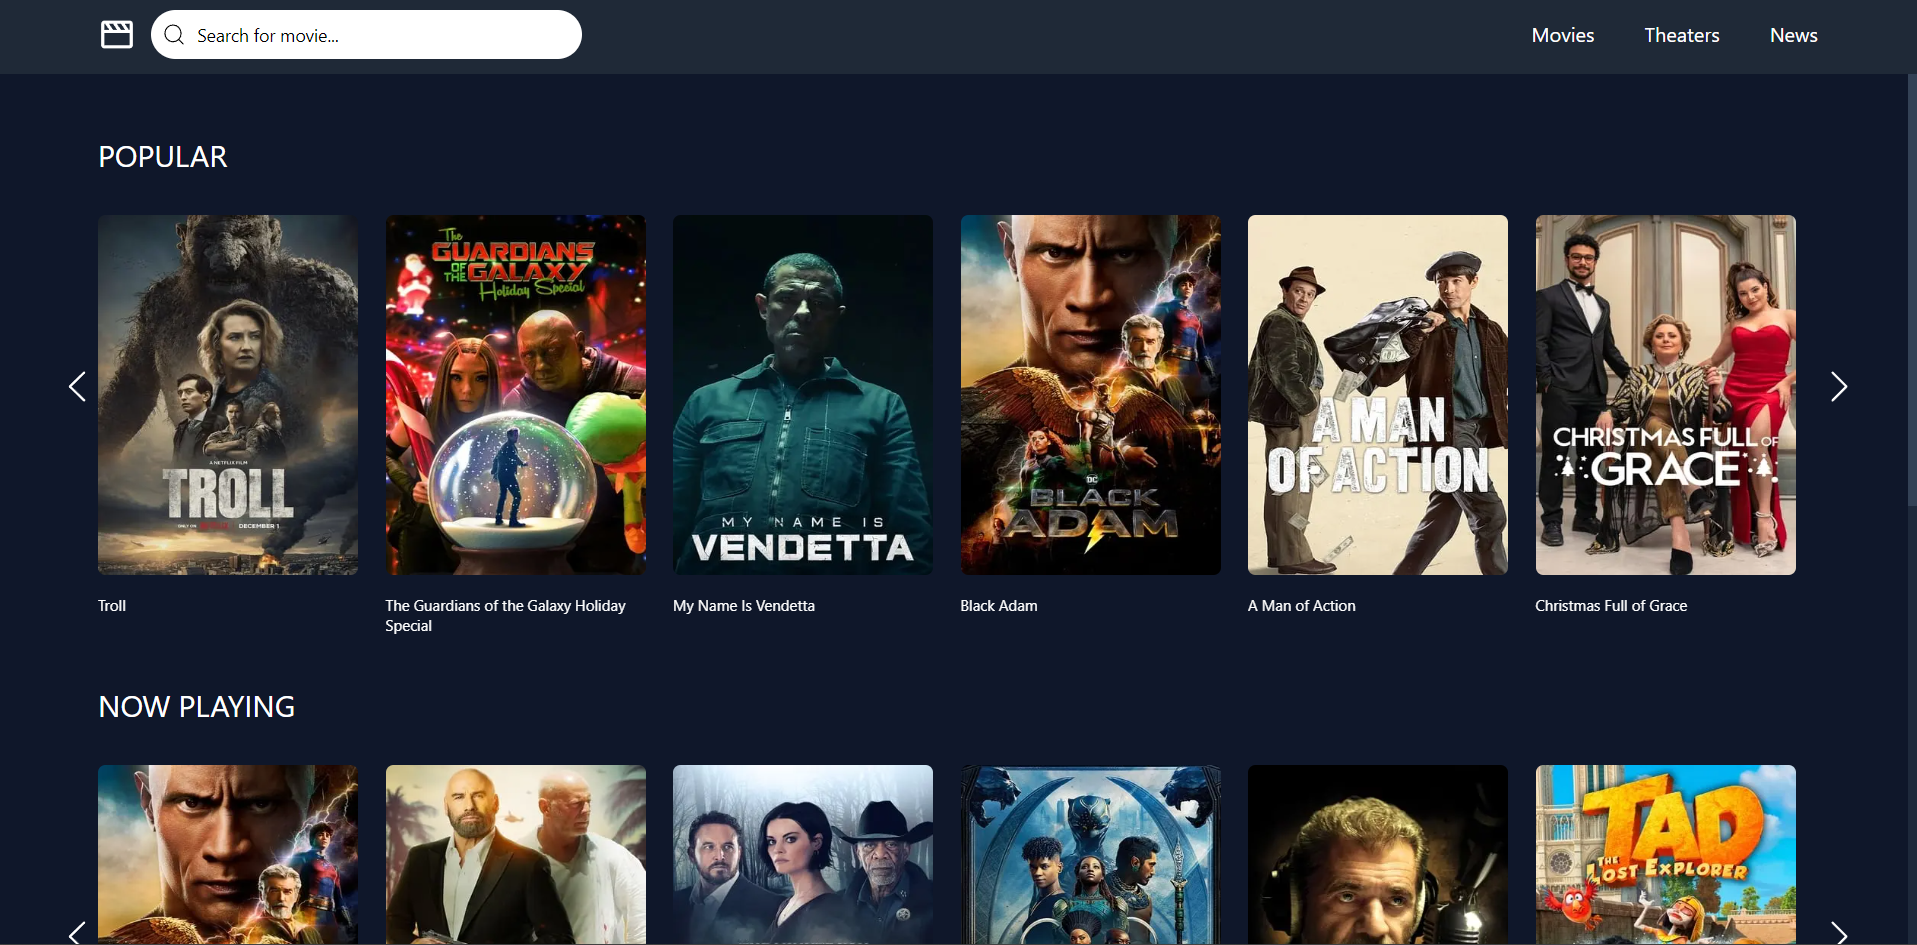 Search for movie...
Movies
Theaters
News
POPULAR
A NETFLIX FILM
TROLL
ONLY ON NETFLIX DECEMBER 1
The
GUARDIANS
OF THE GALAXY
Holiday Special
MY NAME IS
VENDETTA
DC
BLACK
ADAM
A MAN
OF ACTION
CHRISTMAS FULL OF
GRACE
Troll
The Guardians of the Galaxy Holiday
Special
My Name Is Vendetta
Black Adam
A Man of Action
Christmas Full of Grace
NOW PLAYING
TAD
THE
LOST EXPLORER